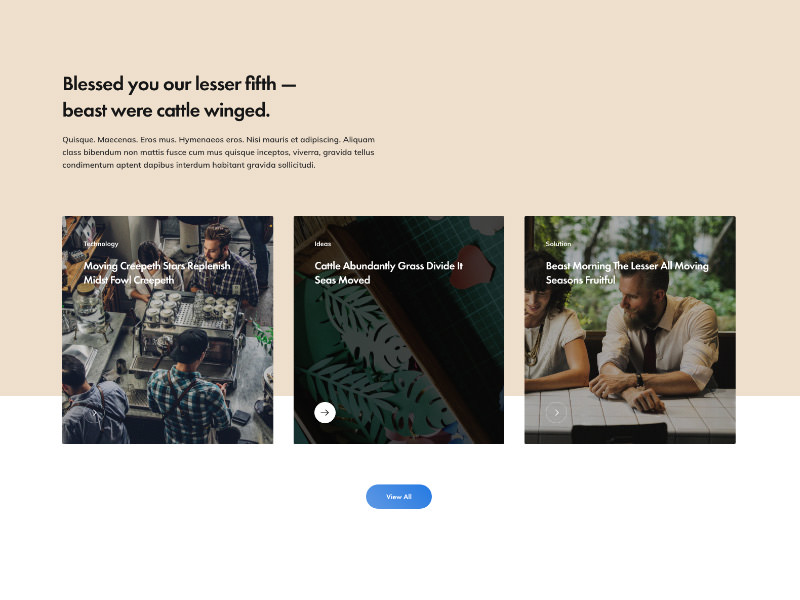 Blessed you our lesser fifth —
beast were cattle winged.
Quisque. Maecenas. Eros mus. Hymenaeos eros. Nisi mauris et adipiscing. Aliquam
class bibendum non mattis fusce cum mus quisque inceptos, viverra, gravida tellus
condimentum aptent dapibus interdum habitant gravida sollicitudi.
Technology
Moving Creepeth Stars Replenish
Midst Fowl Creepeth
Ideas
Cattle Abundantly Grass Divide It
Seas Moved
Solution
Beast Morning The Lesser All Moving
Seasons Fruitful
View All